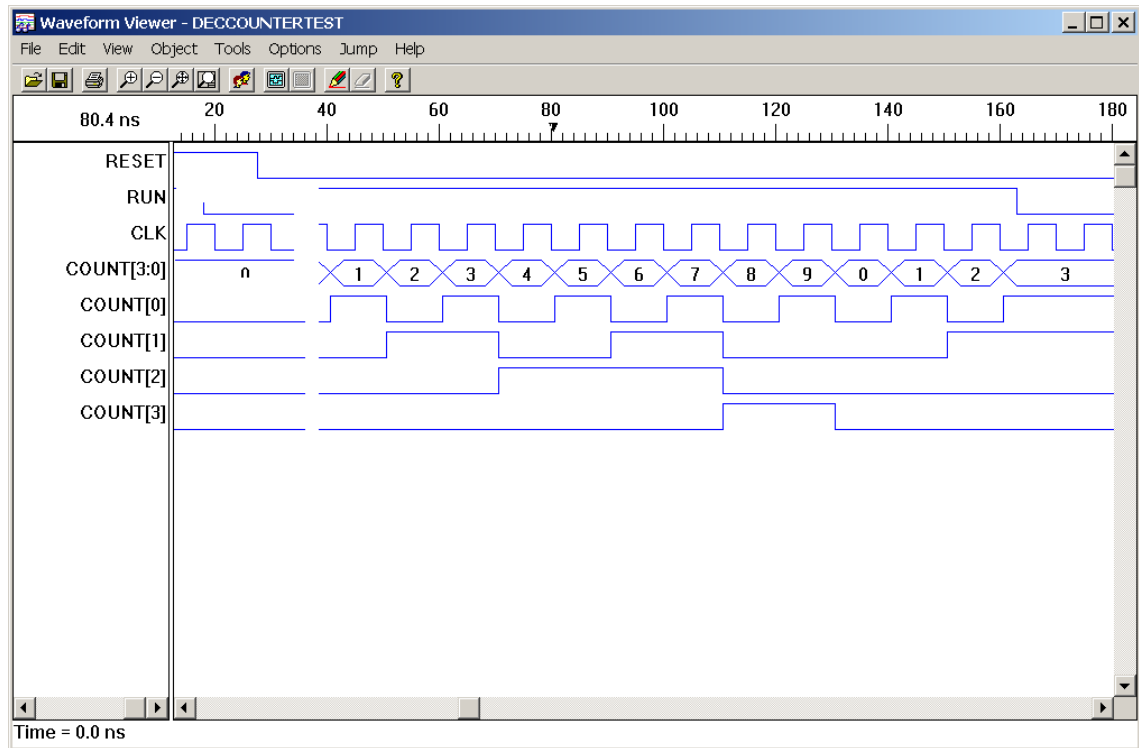 Waveform Viewer - DECCOUNTERTEST
File Edit View Object Tools Options Jump Help
80.4 ns 20 40 60 80 100 120 140 160 180
RESET
RUN
CLK
COUNT[3:0] 0 1 2 3 4 5 6 7 8 9 0 1 2 3
COUNT[0]
COUNT[1]
COUNT[2]
COUNT[3]
Time = 0.0 ns